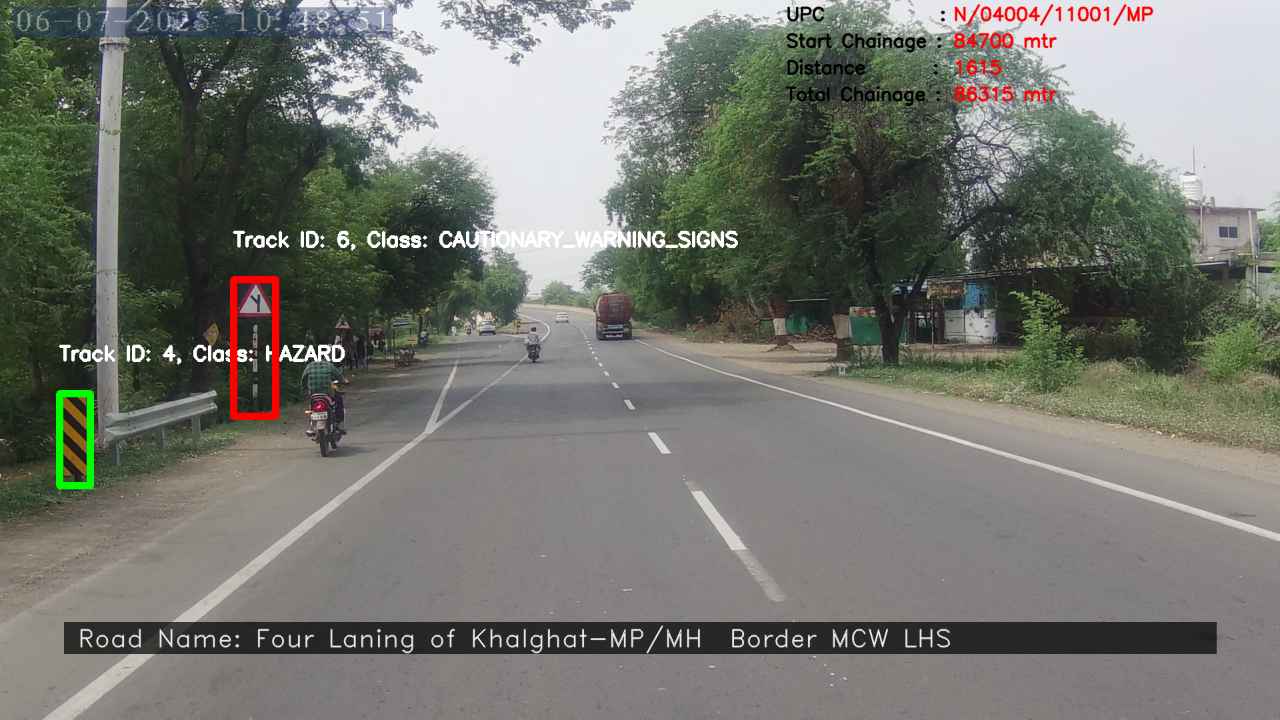 06-07-2025 10:48:51
UPC : N/04004/11001/MP
Start Chainage : 84700 mtr
Distance : 1615
Total Chainage : 86315 mtr
Track ID: 6, Class: CAUTIONARY_WARNING_SIGNS
Track ID: 4, Class: HAZARD
Road Name: Four Laning of Khalghat-MP/MH Border MCW LHS